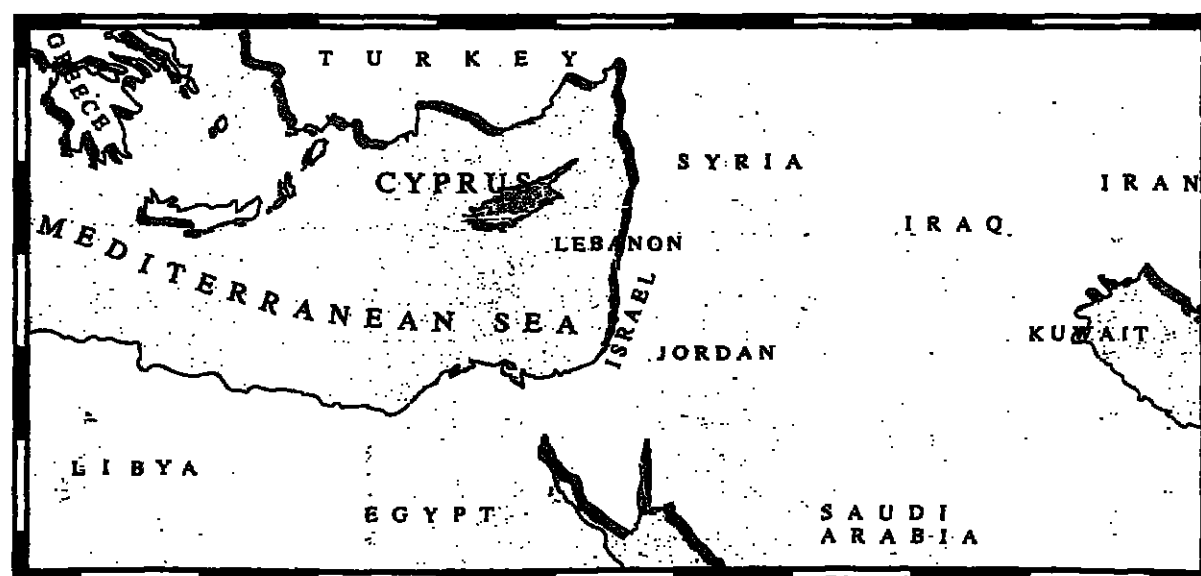 GREECE
TURKEY
SYRIA
CYPRUS
IRAN
MEDITERRANEAN SEA
IRAQ
LEBANON
ISRAEL
KUWAIT
JORDAN
LIBYA
EGYPT
SAUDI
ARABIA